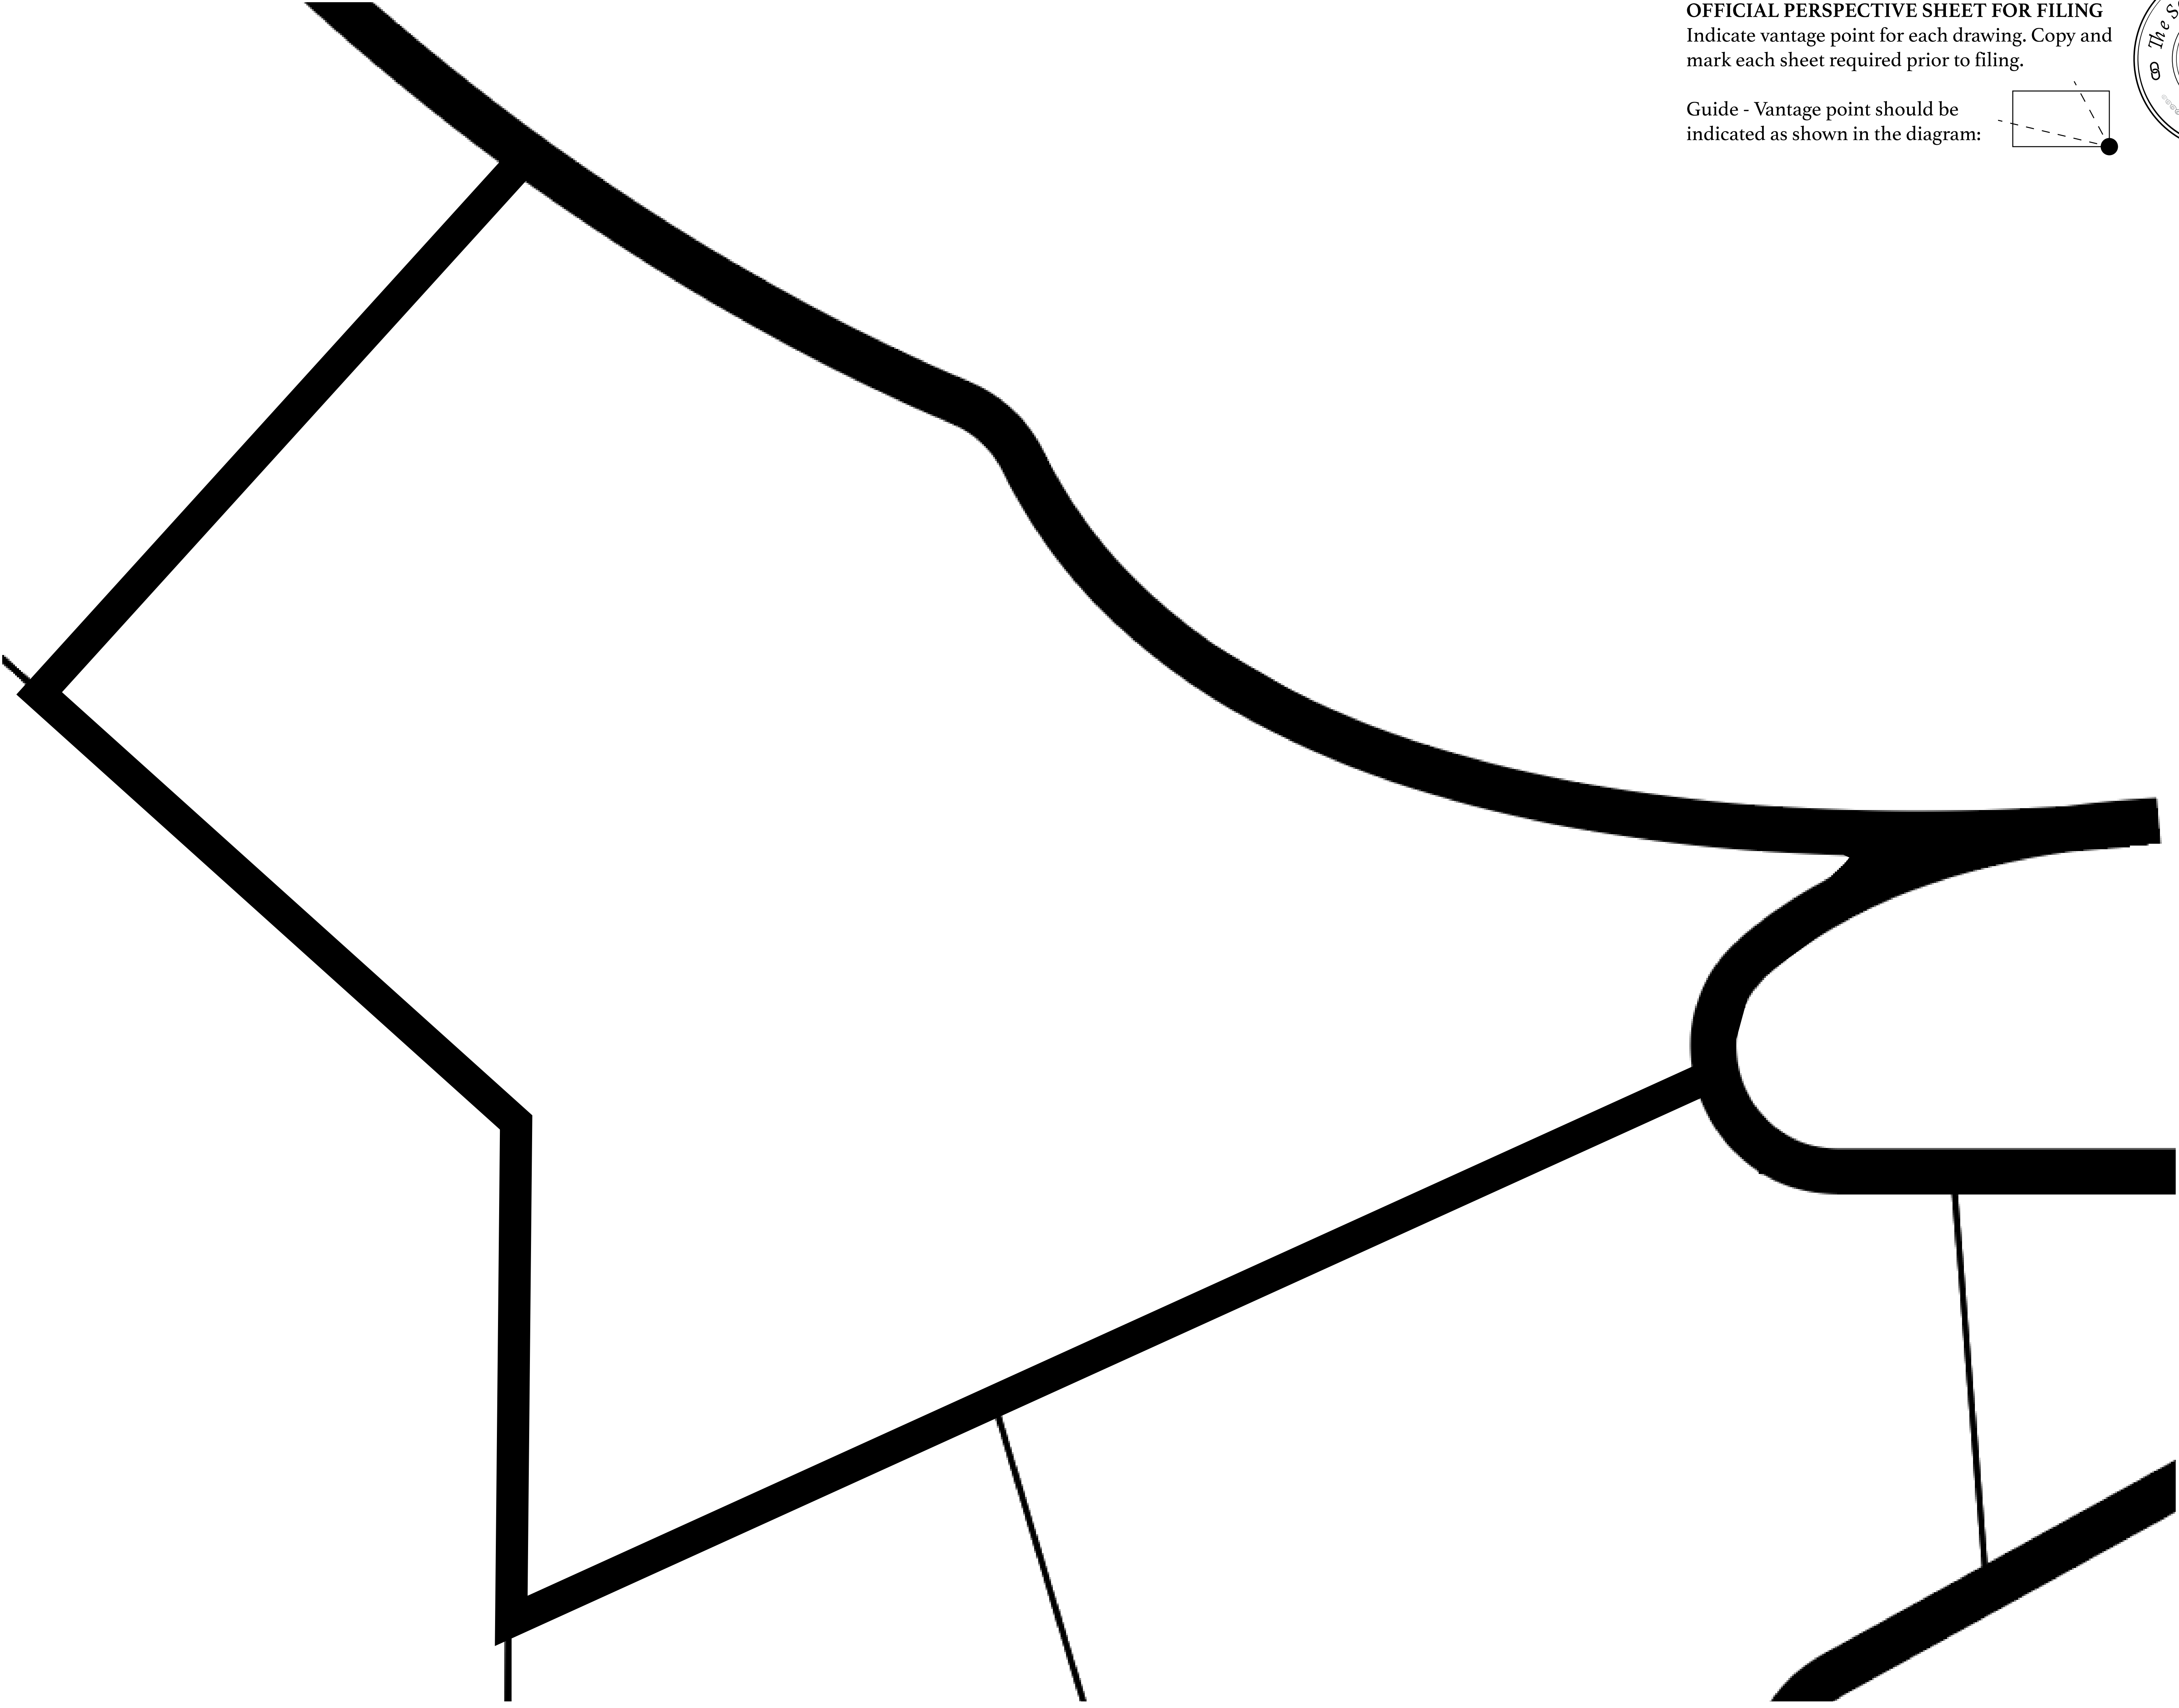 OFFICIAL PERSPECTIVE SHEET FOR FILING
Indicate vantage point for each drawing. Copy and
mark each sheet required prior to filing.
Guide - Vantage point should be
indicated as shown in the diagram:
The